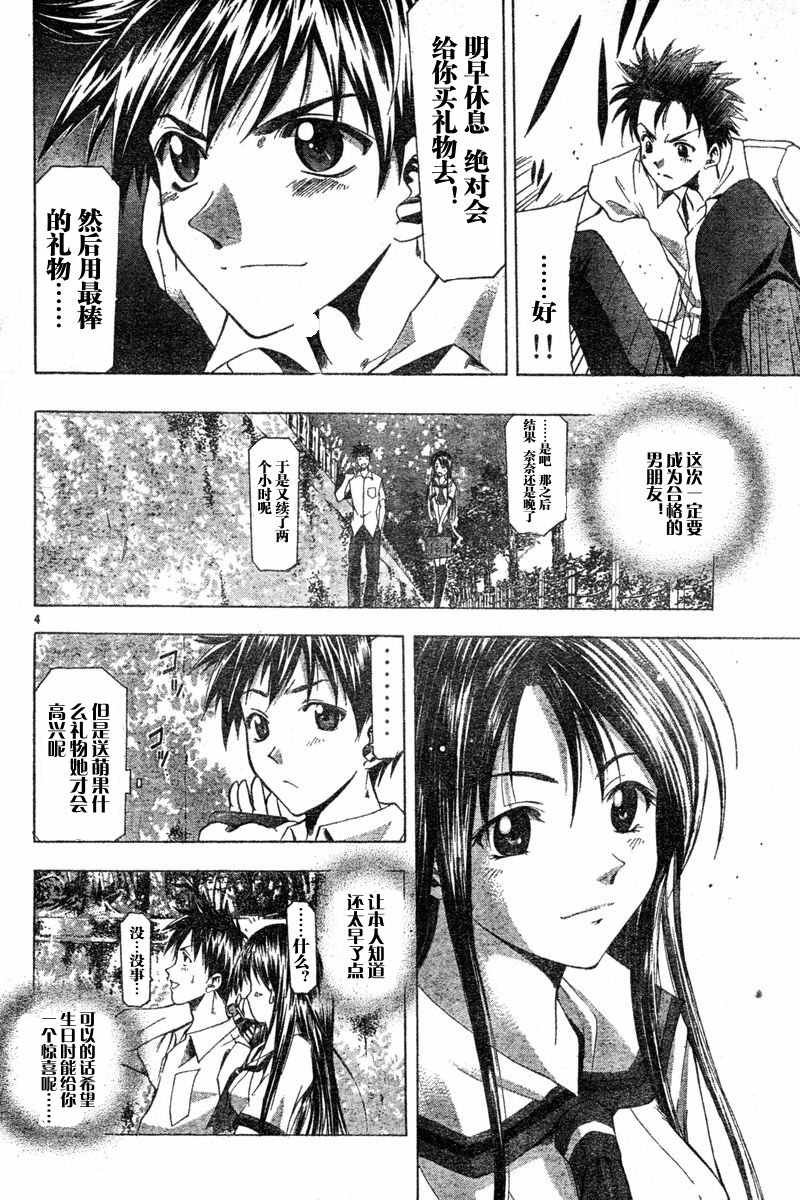 ……好!!
明早休息 绝对会
给你买礼物去!
然后用最棒
的礼物……
这次一定要
成为合格的
男朋友!
……是吧 那之后
结果 奈奈还是晚了
于是又续了两
个小时呢
4
………
コ
コ
但是送萌果什
么礼物她才会
高兴呢
让本人知道
还太早了点
……什么?
没…没事…
可以的话希望
生日时能给你
一个惊喜呢……